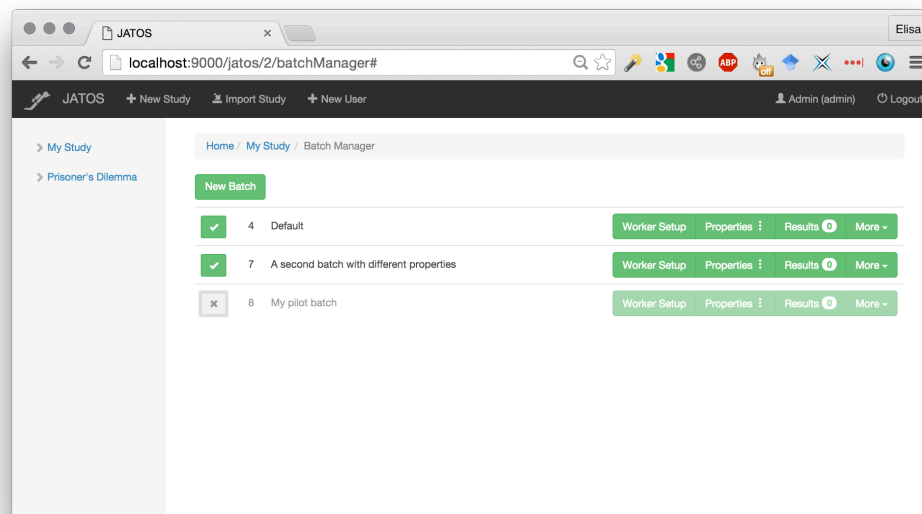 JATOS
Elisa
localhost:9000/jatos/2/batchManager#
ABP
off
JATOS New Study Import Study New User Admin (admin) Logout
My Study
Prisoner's Dilemma
Home / My Study / Batch Manager
New Batch
4 Default Worker Setup Properties Results 0 More
7 A second batch with different properties Worker Setup Properties Results 0 More
8 My pilot batch Worker Setup Properties Results 0 More